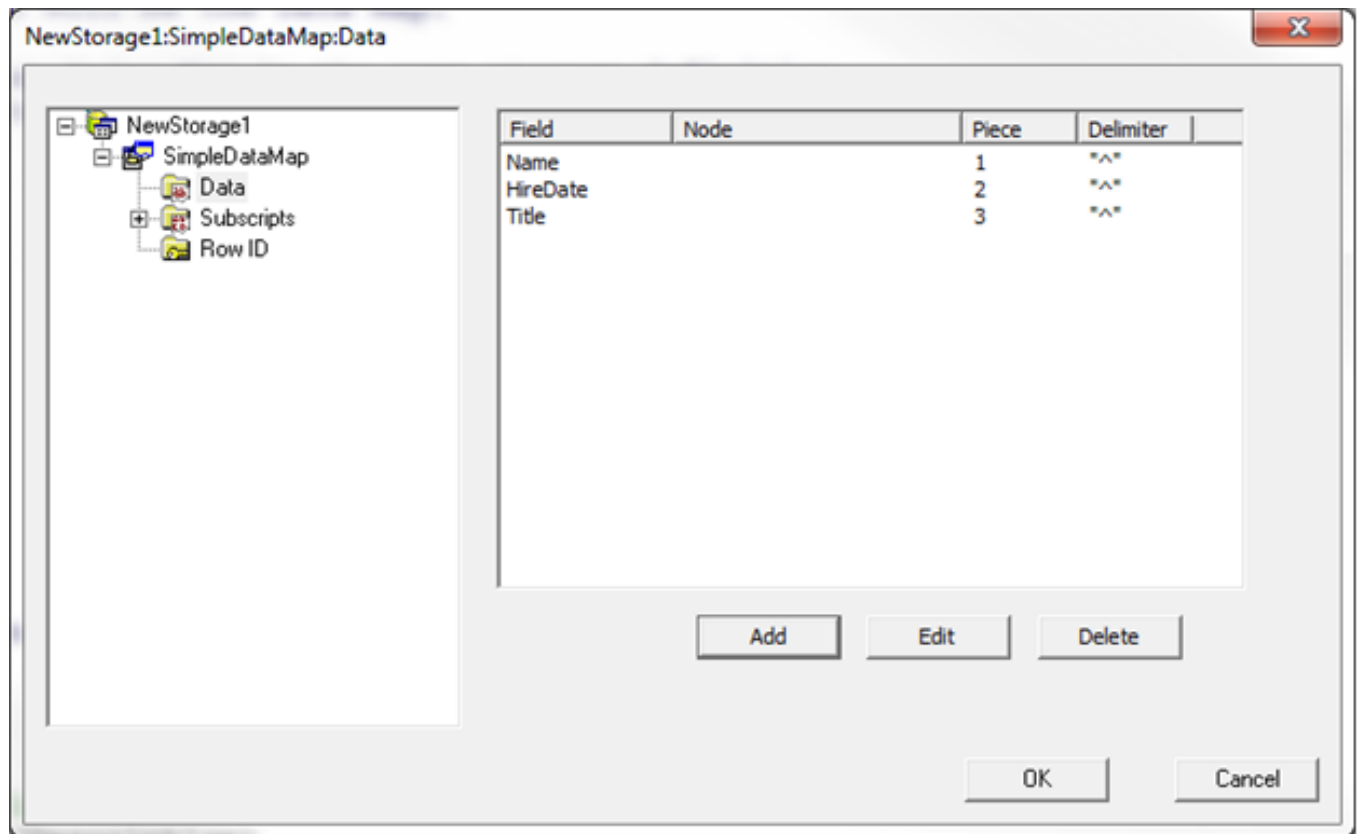 NewStorage1:SimpleDataMap:Data
NewStorage1
SimpleDataMap
Data
Subscripts
Row ID
Field Node Piece Delimiter
Name 1 "^"
HireDate 2 "^"
Title 3 "^"
Add Edit Delete
OK Cancel